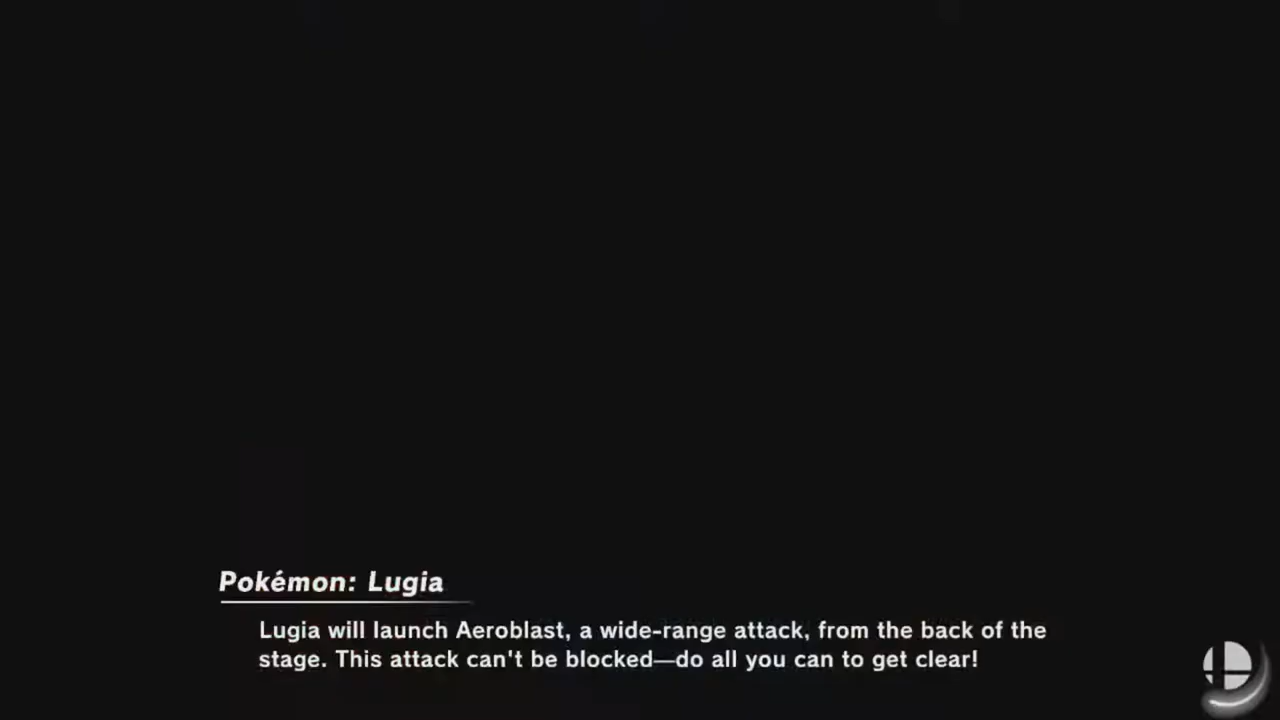 Pokémon: Lugia
Lugia will launch Aeroblast, a wide-range attack, from the back of the
stage. This attack can't be blocked—do all you can to get clear!